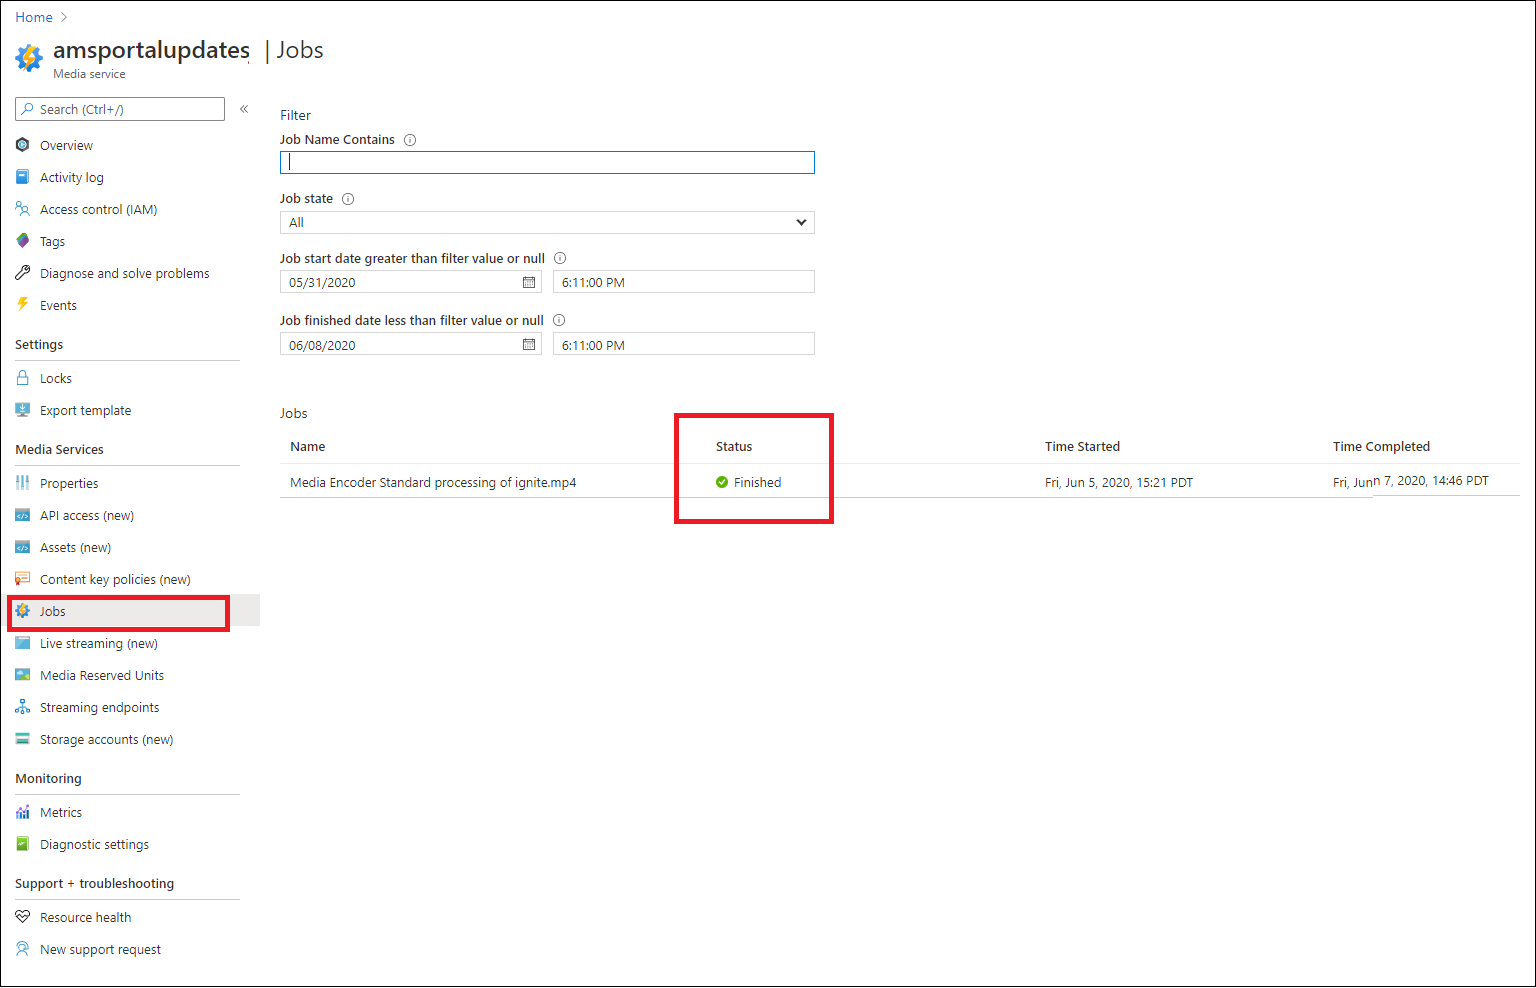 Home
amsportalupdates | Jobs
Media service
Search (Ctrl+/)
Overview
Activity log
Access control (IAM)
Tags
Diagnose and solve problems
Events
Settings
Locks
Export template
Media Services
Properties
API access (new)
Assets (new)
Content key policies (new)
Jobs
Live streaming (new)
Media Reserved Units
Streaming endpoints
Storage accounts (new)
Monitoring
Metrics
Diagnostic settings
Support + troubleshooting
Resource health
New support request
Filter
Job Name Contains
Job state
All
Job start date greater than filter value or null
05/31/2020 6:11:00 PM
Job finished date less than filter value or null
06/08/2020 6:11:00 PM
Jobs
Name Status Time Started Time Completed
Media Encoder Standard processing of ignite.mp4 Finished Fri, Jun 5, 2020, 15:21 PDT Fri, Junn 7, 2020, 14:46 PDT